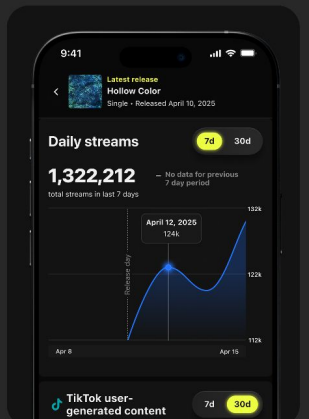 9:41
Latest release
Hollow Color
Single • Released April 10, 2025
Daily streams
7d 30d
1,322,212
total streams in last 7 days
– No data for previous
7 day period
132k
April 12, 2025
124k
Release day
122k
112k
Apr 8
Apr 15
TikTok user-
generated content
7d 30d